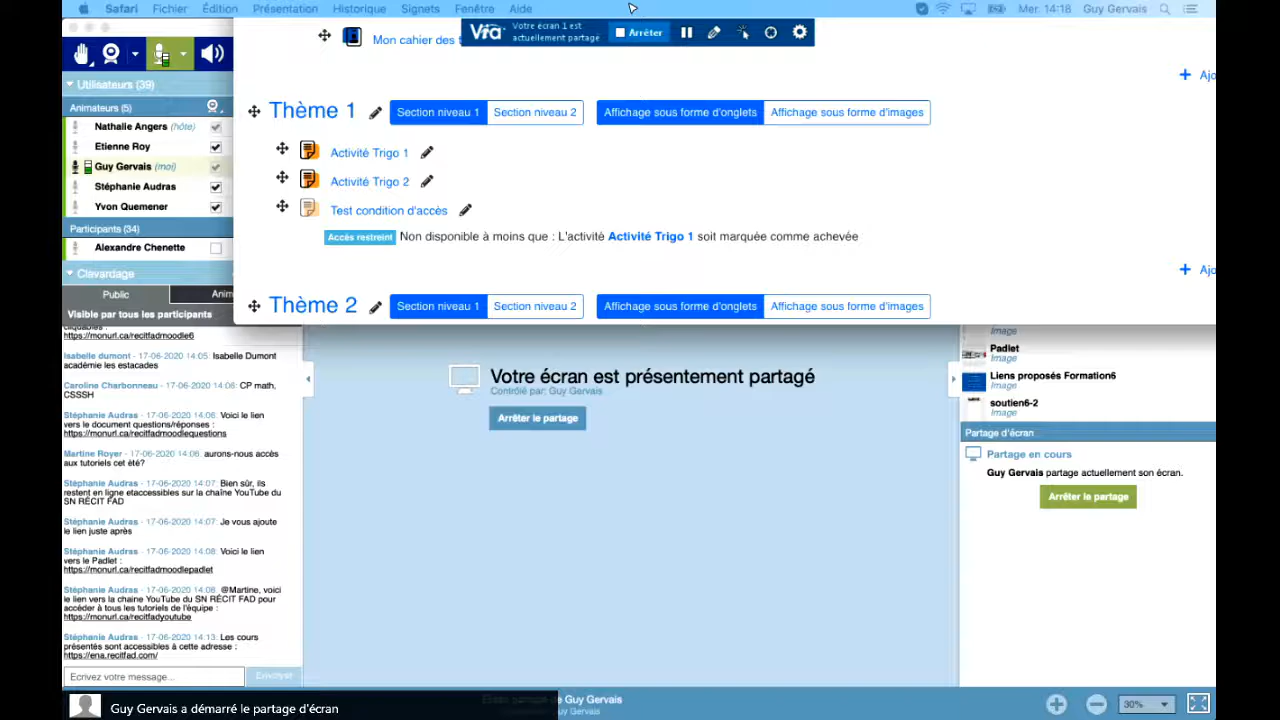 Safari Fichier Édition Présentation Historique Signets Fenêtre Aide Mer. 14:18 Guy Gervais
Mon cahier des t
Via
Votre écran 1 est
actuellement partagé
Arrêter
Ajo
Utilisateurs (39)
Animateurs (5)
Nathalie Angers (hôte)
Etienne Roy
Guy Gervais (moi)
Stéphanie Audras
Yvon Quemener
Participants (34)
Alexandre Chenette
Clavardage
Public Anim
Visible par tous les participants
Thème 1 Section niveau 1 Section niveau 2 Affichage sous forme d'onglets Affichage sous forme d'images
Activité Trigo 1
Activité Trigo 2
Test condition d'accès
Accès restreint Non disponible à moins que : L'activité Activité Trigo 1 soit marquée comme achevée
Ajo
Thème 2 Section niveau 1 Section niveau 2 Affichage sous forme d'onglets Affichage sous forme d'images
cliquables :
https://monurl.ca/recitfadmoodle6
Isabelle dumont - 17-06-2020 14:05: Isabelle Dumont
académie les estacades
Caroline Charbonneau - 17-06-2020 14:06: CP math,
CSSSH
Stéphanie Audras - 17-06-2020 14:06: Voici le lien
vers le document questions/réponses :
https://monurl.ca/recitfadmoodlequestions
Martine Royer - 17-06-2020 14:06: aurons-nous accès
aux tutoriels cet été?
Stéphanie Audras - 17-06-2020 14:07: Bien sûr, ils
restent en ligne etaccessibles sur la chaîne YouTube du
SN RÉCIT FAD
Stéphanie Audras - 17-06-2020 14:07: Je vous ajoute
le lien juste après
Stéphanie Audras - 17-06-2020 14:08: Voici le lien
vers le Padlet :
https://monurl.ca/recitfadmoodlepadlet
Stéphanie Audras - 17-06-2020 14:08: @Martine, voici
le lien vers la chaine YouTube du SN RÉCIT FAD pour
accéder à tous les tutoriels de l'équipe :
https://monurl.ca/recitfadyoutube
Stéphanie Audras - 17-06-2020 14:13: Les cours
présentés sont accessibles à cette adresse :
https://ena.recitfad.com/
Ecrivez votre message... Envoyer
Votre écran est présentement partagé
Contrôlé par: Guy Gervais
Arrêter le partage
Image
Padlet
Image
Liens proposés Formation6
Image
soutien6-2
Image
Partage d'écran
Partage en cours
Guy Gervais partage actuellement son écran.
Arrêter le partage
Guy Gervais a démarré le partage d'écran
de Guy Gervais
Guy Gervais
30%